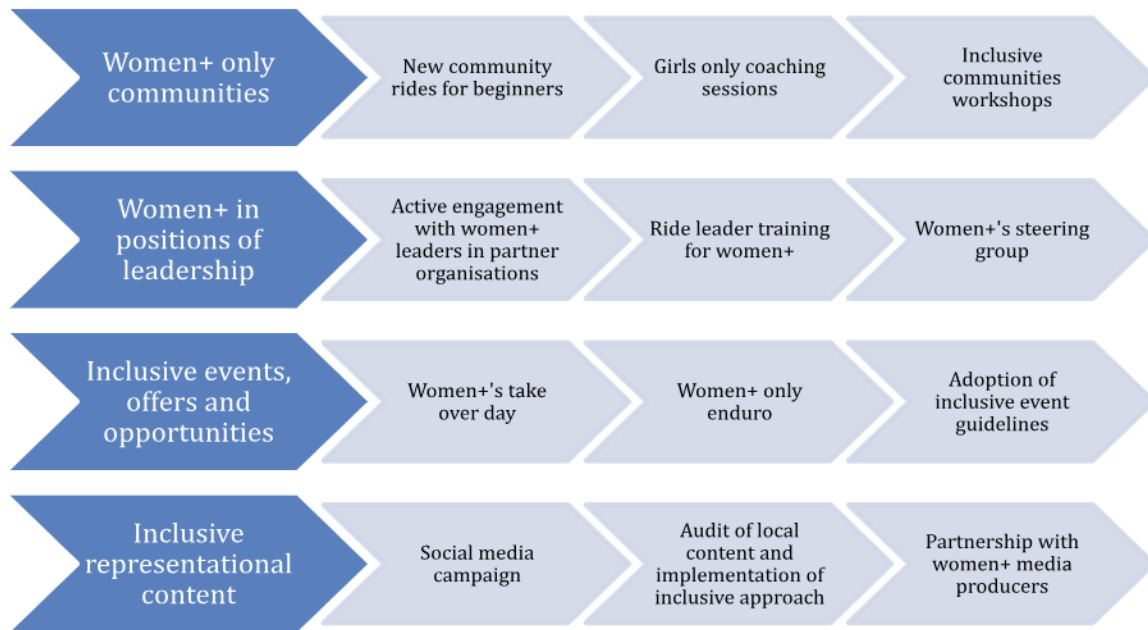 Women+ only
communities
New community
rides for beginners
Girls only coaching
sessions
Inclusive
communities
workshops
Women+ in
positions of
leadership
Active engagement
with women+
leaders in partner
organisations
Ride leader training
for women+
Women+'s steering
group
Inclusive events,
offers and
opportunities
Women+'s take
over day
Women+ only
enduro
Adoption of
inclusive event
guidelines
Inclusive
representational
content
Social media
campaign
Audit of local
content and
implementation of
inclusive approach
Partnership with
women+ media
producers